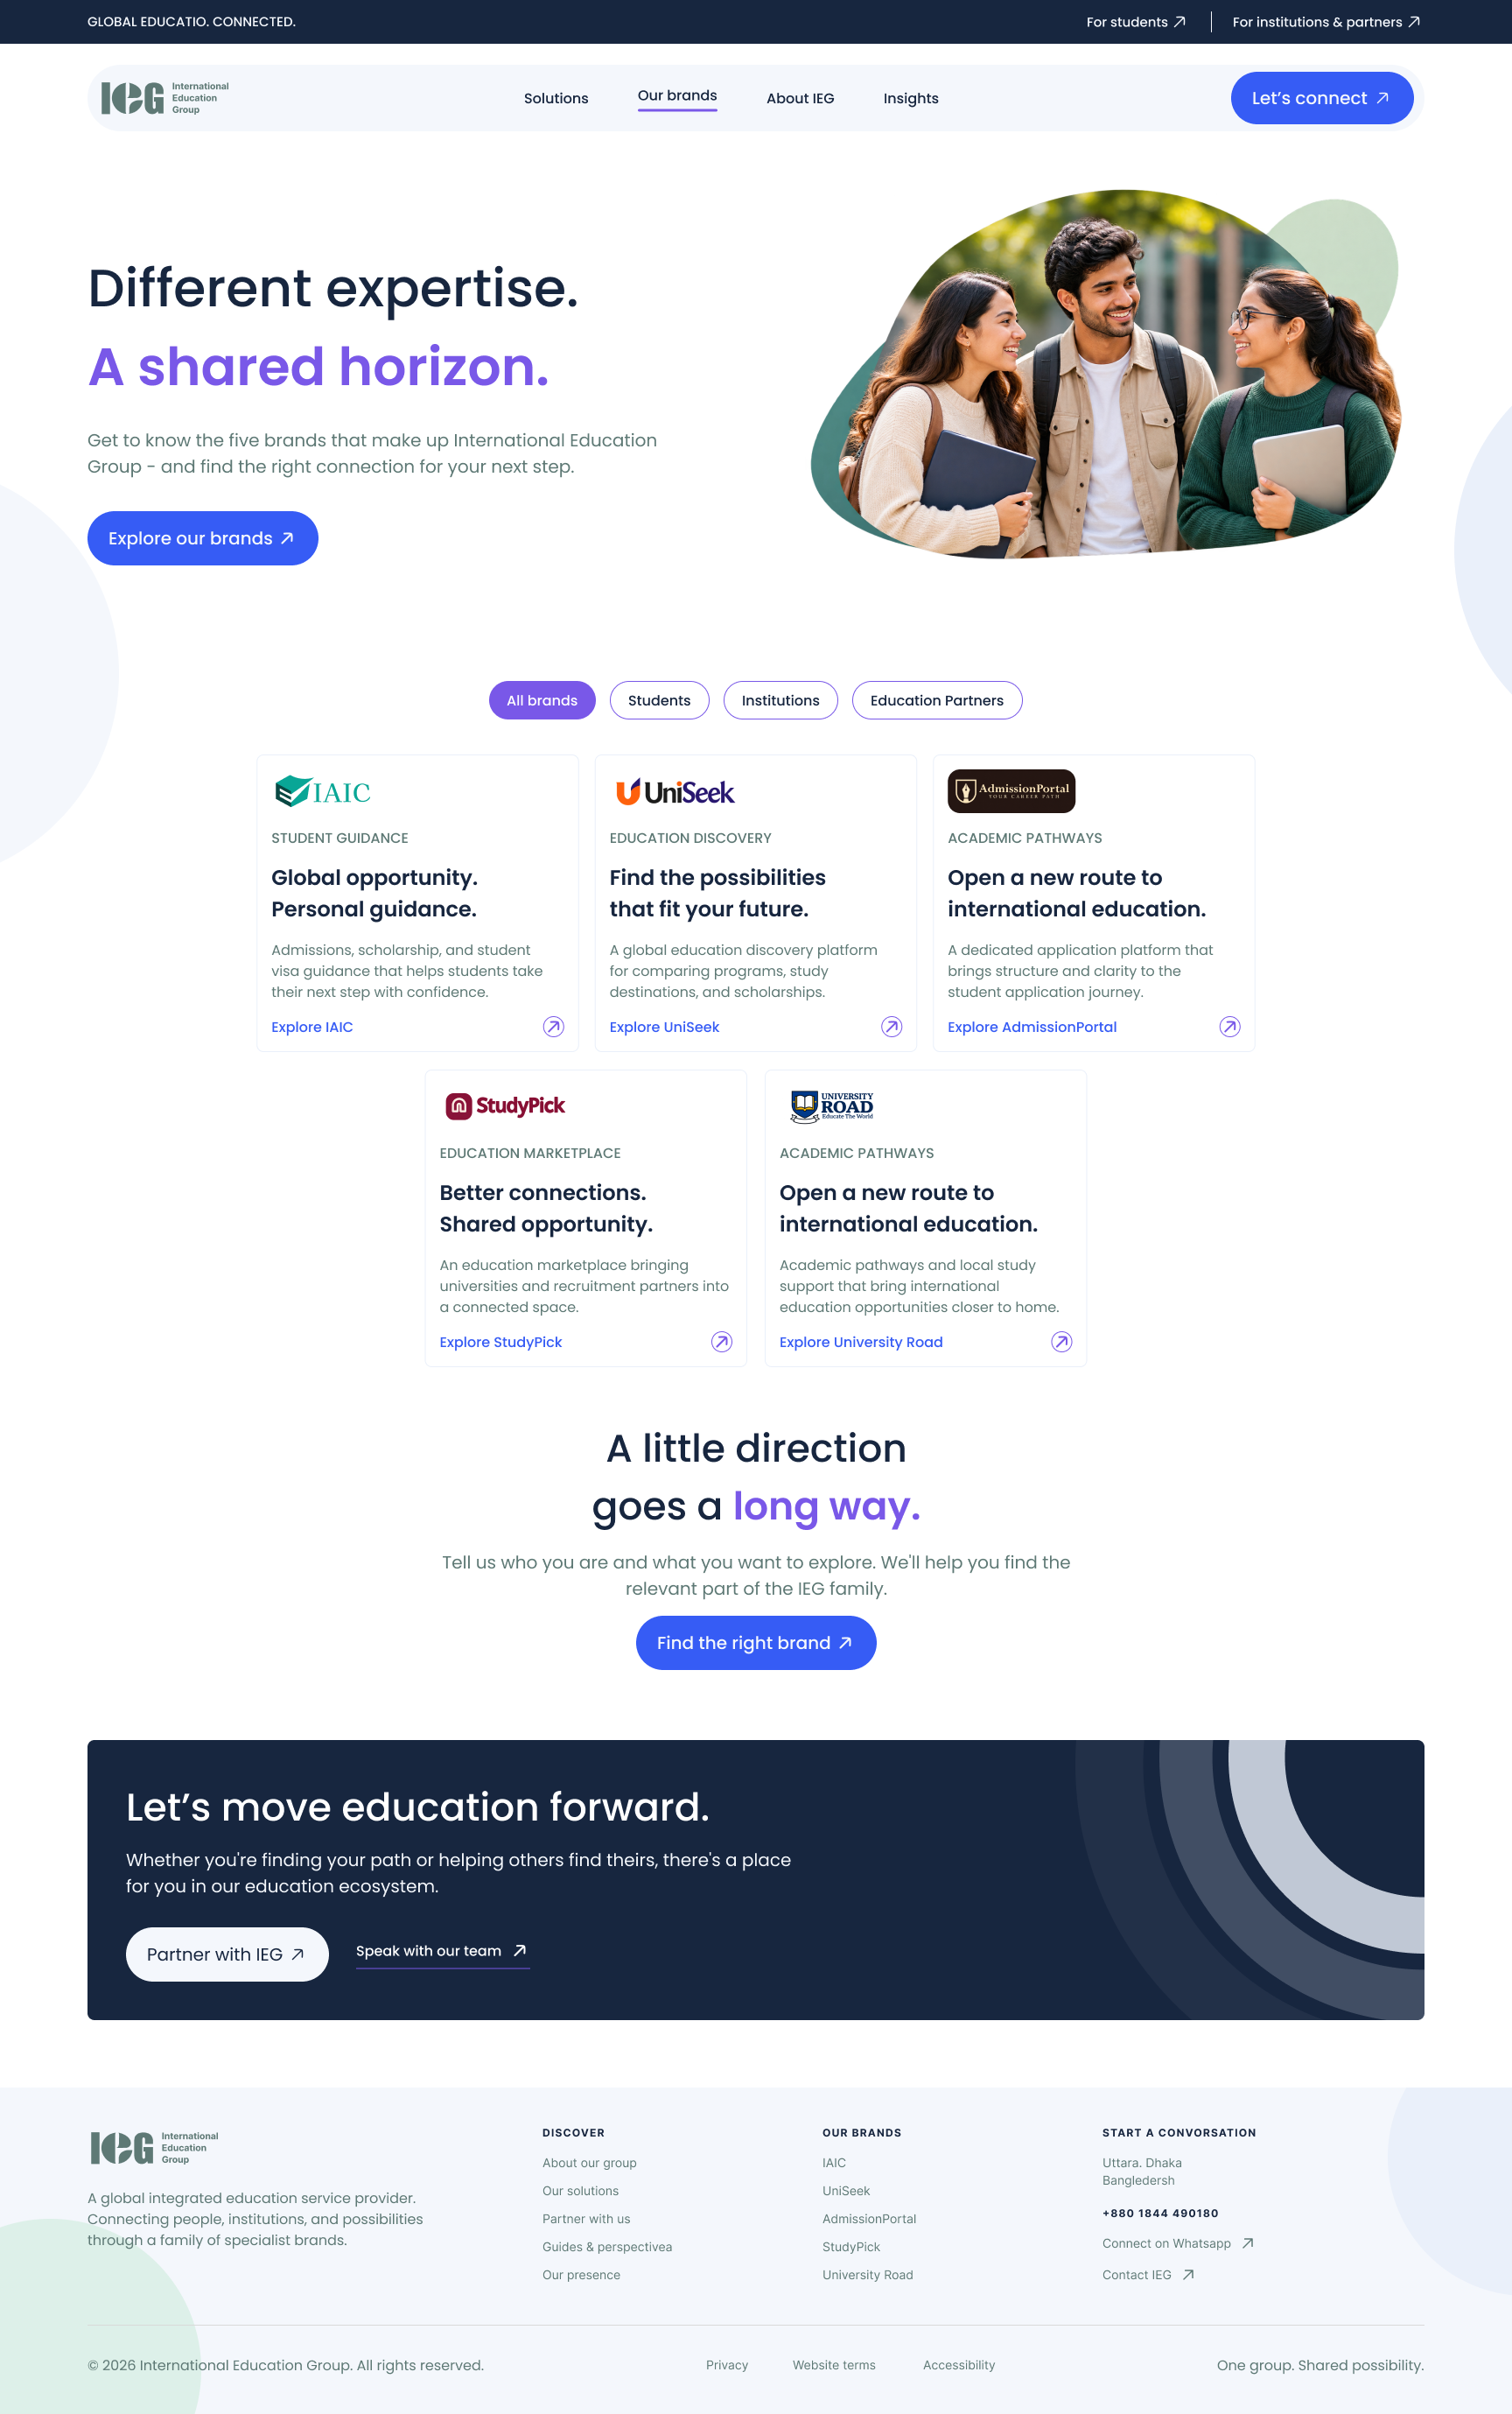 GLOBAL EDUCATIO. CONNECTED.
For students
For institutions & partners
IEG
International
Education
Group
Solutions
Our brands
About IEG
Insights
Let's connect
Different expertise.
A shared horizon.
Get to know the five brands that make up International Education
Group - and find the right connection for your next step.
Explore our brands
All brands
Students
Institutions
Education Partners
IAIC
STUDENT GUIDANCE
Global opportunity.
Personal guidance.
Admissions, scholarship, and student
visa guidance that helps students take
their next step with confidence.
Explore IAIC
UniSeek
EDUCATION DISCOVERY
Find the possibilities
that fit your future.
A global education discovery platform
for comparing programs, study
destinations, and scholarships.
Explore UniSeek
AdmissionPortal
YOUR CAREER PATH
ACADEMIC PATHWAYS
Open a new route to
international education.
A dedicated application platform that
brings structure and clarity to the
student application journey.
Explore AdmissionPortal
StudyPick
EDUCATION MARKETPLACE
Better connections.
Shared opportunity.
An education marketplace bringing
universities and recruitment partners into
a connected space.
Explore StudyPick
UNIVERSITY
ROAD
Educate The World
ACADEMIC PATHWAYS
Open a new route to
international education.
Academic pathways and local study
support that bring international
education opportunities closer to home.
Explore University Road
A little direction
goes a long way.
Tell us who you are and what you want to explore. We'll help you find the
relevant part of the IEG family.
Find the right brand
Let's move education forward.
Whether you're finding your path or helping others find theirs, there's a place
for you in our education ecosystem.
Partner with IEG
Speak with our team
IEG
International
Education
Group
A global integrated education service provider.
Connecting people, institutions, and possibilities
through a family of specialist brands.
DISCOVER
About our group
Our solutions
Partner with us
Guides & perspectivea
Our presence
OUR BRANDS
IAIC
UniSeek
AdmissionPortal
StudyPick
University Road
START A CONVORSATION
Uttara. Dhaka
Bangledersh
+880 1844 490180
Connect on Whatsapp
Contact IEG
© 2026 International Education Group. All rights reserved.
Privacy
Website terms
Accessibility
One group. Shared possibility.